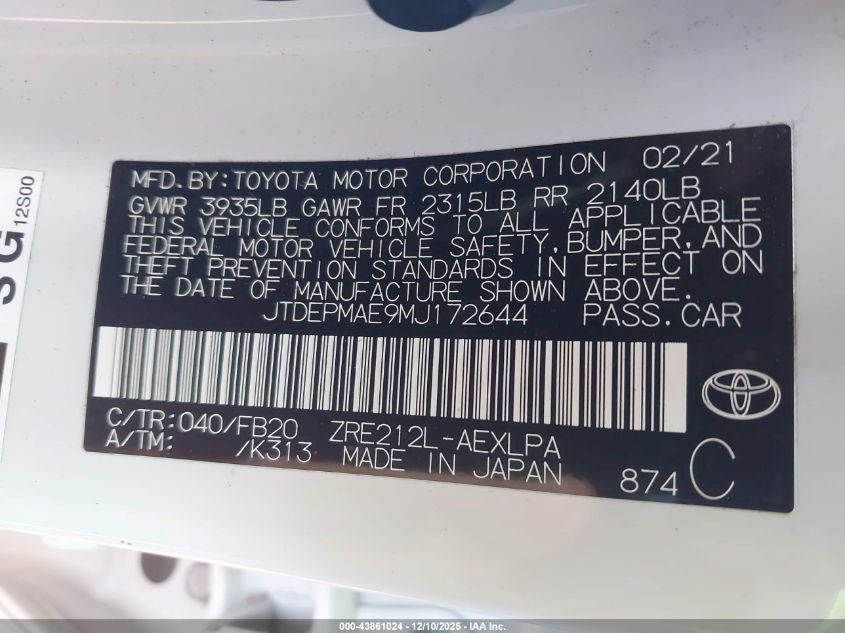 MFD.BY:TOYOTA MOTOR CORPORATION 02/21
GVWR 3935LB GAWR FR 2315LB RR 2140LB
THIS VEHICLE CONFORMS TO ALL APPLICABLE
FEDERAL MOTOR VEHICLE SAFETY,BUMPER,AND
THEFT PREVENTION STANDARDS IN EFFECT ON
THE DATE OF MANUFACTURE SHOWN ABOVE.
JTDEPMAE9MJ172644 PASS.CAR
C/TR:040/FB20 ZRE212L-AEXLPA
A/TM: /K313 MADE IN JAPAN 874 C
12S00
000-43861024 - 12/10/2025 - IAA Inc.